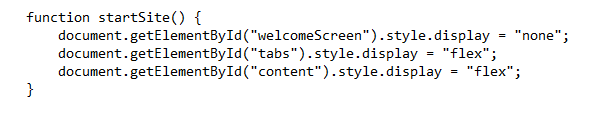 function startSite() {
    document.getElementById("welcomeScreen").style.display = "none";
    document.getElementById("tabs").style.display = "flex";
    document.getElementById("content").style.display = "flex";
}